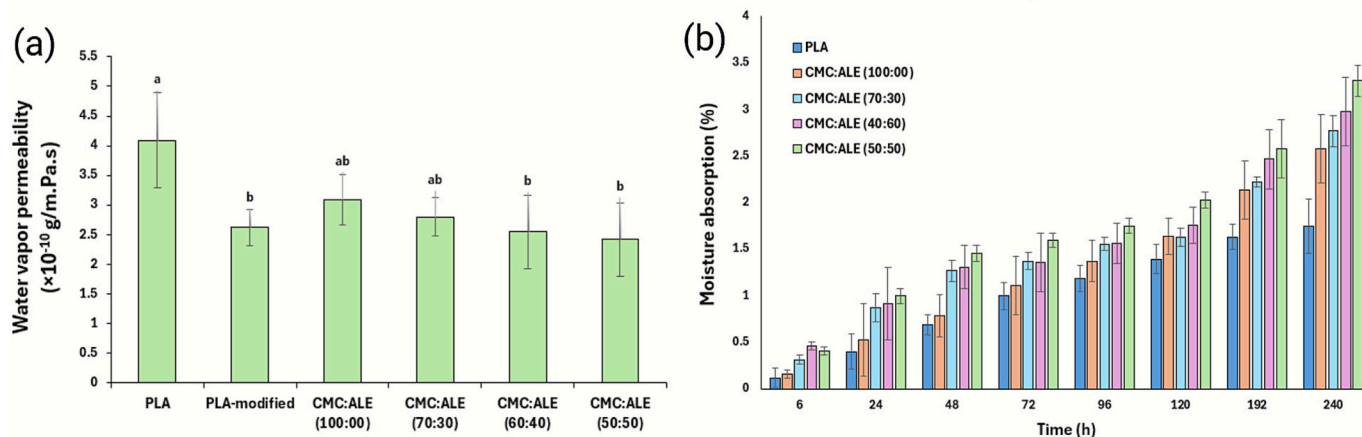 (a)
Water vapor permeability
(×10⁻¹⁰ g/m.Pa.s)
5.5
5
4.5
4
3.5
3
2.5
2
1.5
1
0.5
0
a
b
ab
ab
b
b
PLA
PLA-modified
CMC:ALE
(100:00)
CMC:ALE
(70:30)
CMC:ALE
(60:40)
CMC:ALE
(50:50)
(b)
Moisture absorption (%)
4
3.5
3
2.5
2
1.5
1
0.5
0
PLA
CMC:ALE (100:00)
CMC:ALE (70:30)
CMC:ALE (40:60)
CMC:ALE (50:50)
6
24
48
72
96
120
192
240
Time (h)